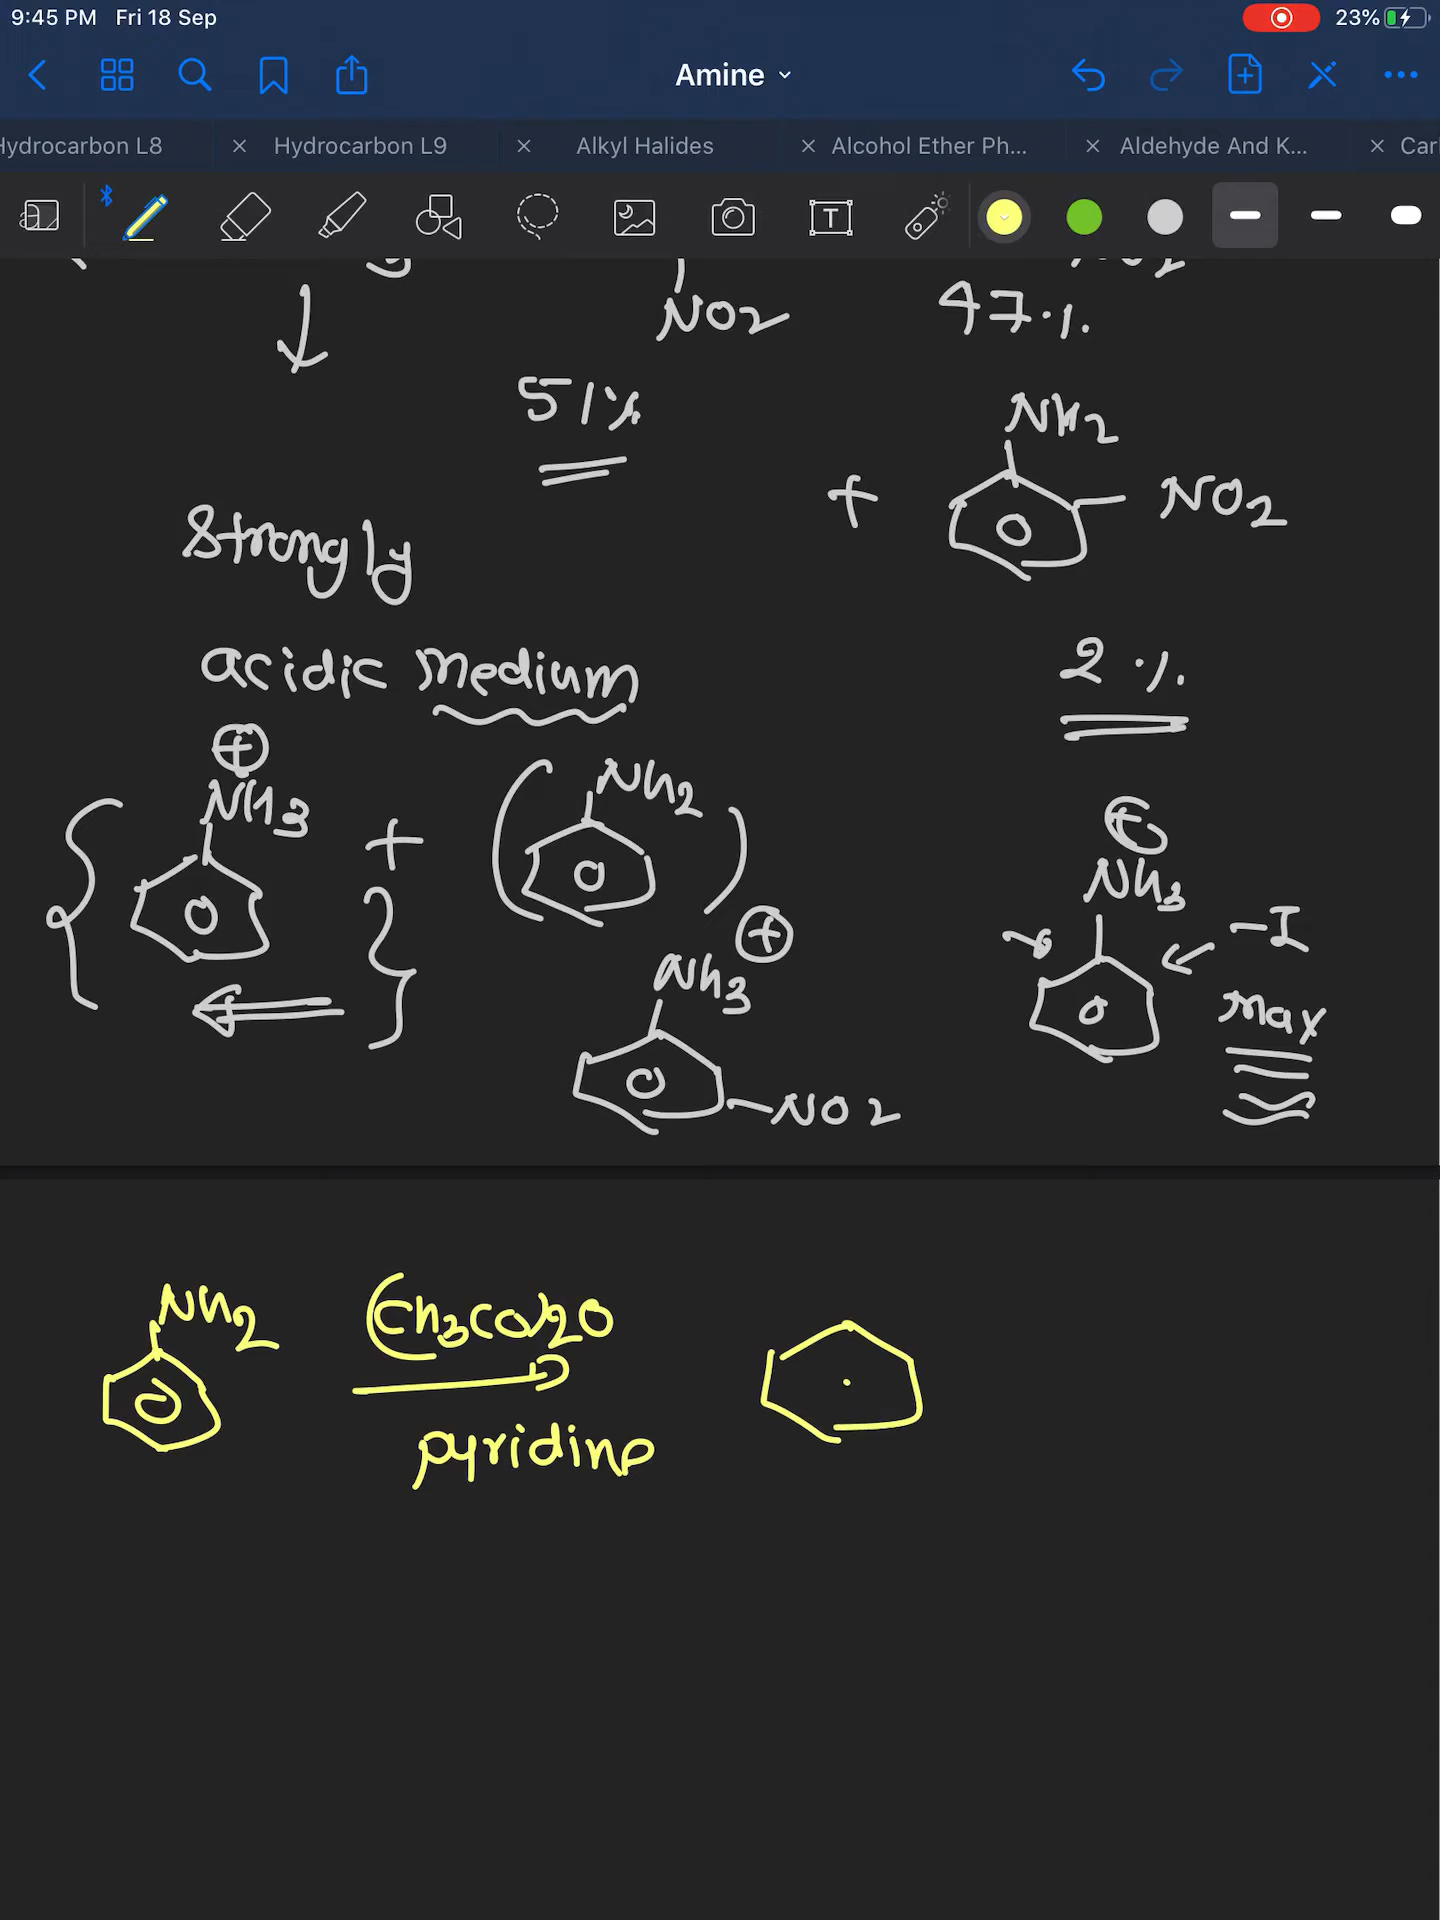 9:45 PM Fri 18 Sep 23%
Amine
Hydrocarbon L8 Hydrocarbon L9 Alkyl Halides Alcohol Ether Ph... Aldehyde And K... Car
T
NO2 47%
51%
NH2
+ NO2
Strongly
acidic medium 2%
⊕
NH3 + NH2
⊕
NH3 -I
max
⊕
NH3
NO2
NH2 (CH3CO)2O
pyridine